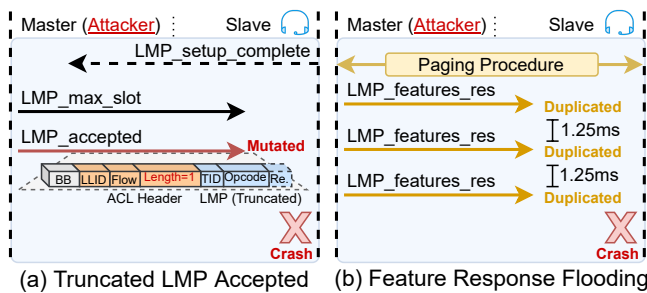 Master (Attacker)
Slave
LMP_setup_complete
LMP_max_slot
LMP_accepted
Mutated
BB
LLID
Flow
Length=1
TID
Opcode
Re.
ACL Header
LMP (Truncated)
Crash
(a) Truncated LMP Accepted
Master (Attacker)
Slave
Paging Procedure
LMP_features_res
Duplicated
1.25ms
LMP_features_res
Duplicated
1.25ms
LMP_features_res
Duplicated
Crash
(b) Feature Response Flooding